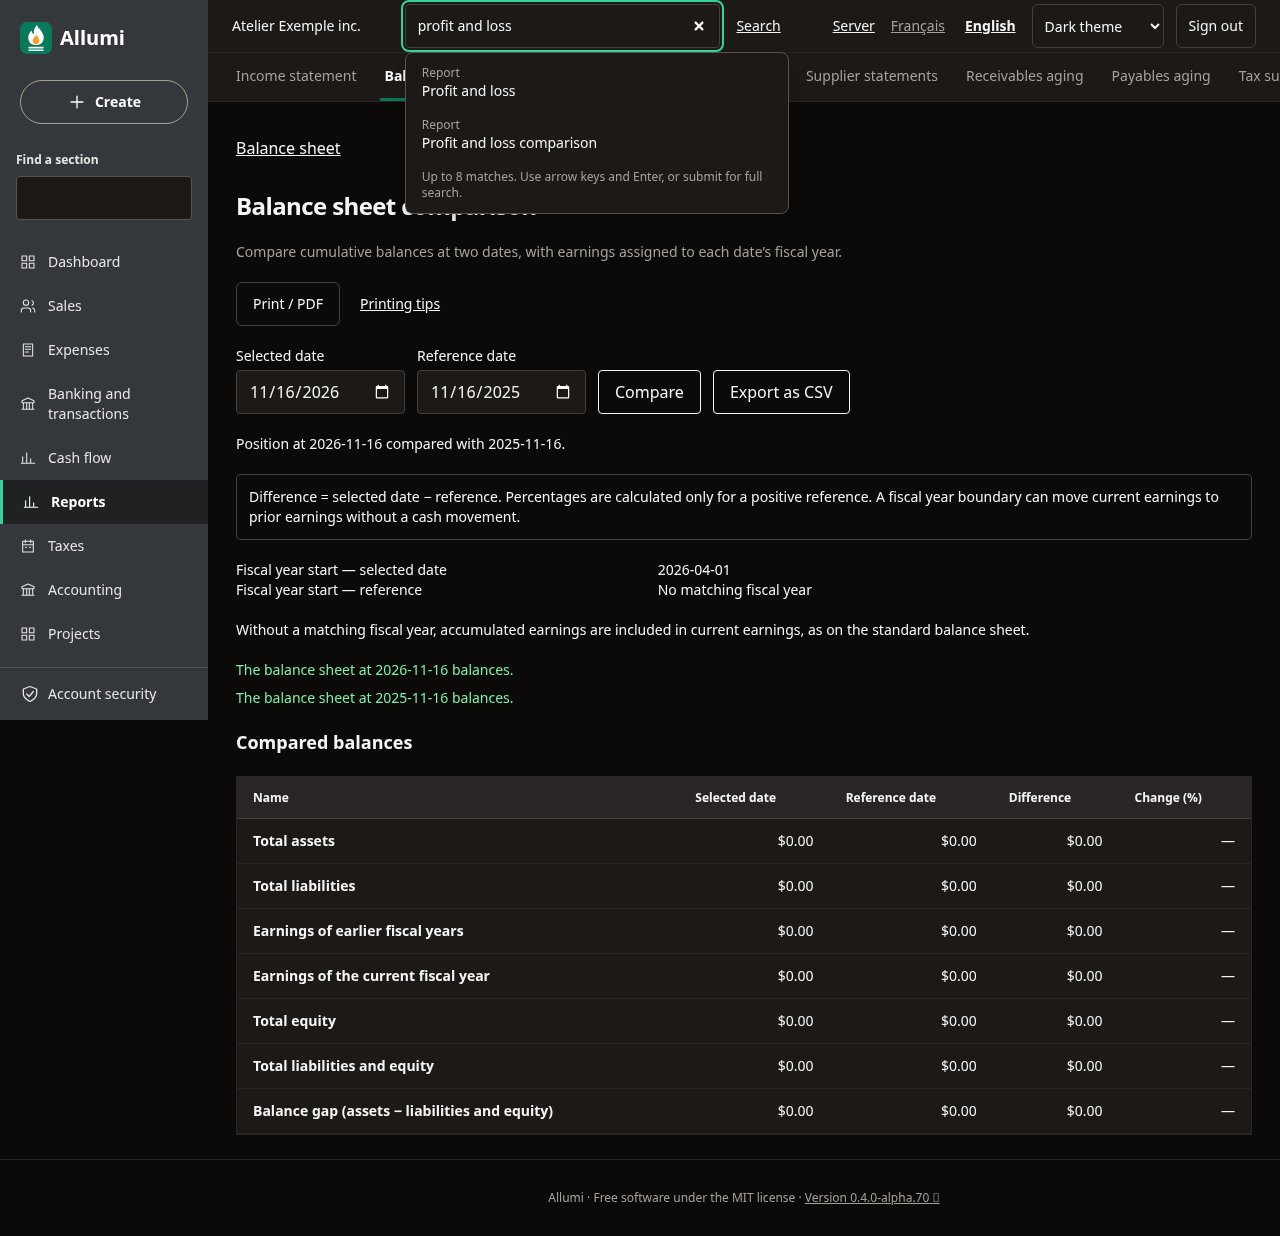 Allumi
Create
Find a section
Dashboard
Sales
Expenses
Banking and
transactions
Cash flow
Reports
Taxes
Accounting
Projects
Account security
Atelier Exemple inc.
profit and loss
Search
Server
Français
English
Dark theme
Sign out
Income statement
Bal
Supplier statements
Receivables aging
Payables aging
Tax su
Report
Profit and loss
Report
Profit and loss comparison
Up to 8 matches. Use arrow keys and Enter, or submit for full
search.
Balance sheet
Balance sheet comparison
Compare cumulative balances at two dates, with earnings assigned to each date’s fiscal year.
Print / PDF
Printing tips
Selected date
Reference date
11/16/2026
11/16/2025
Compare
Export as CSV
Position at 2026-11-16 compared with 2025-11-16.
Difference = selected date − reference. Percentages are calculated only for a positive reference. A fiscal year boundary can move current earnings to
prior earnings without a cash movement.
Fiscal year start — selected date 2026-04-01
Fiscal year start — reference No matching fiscal year
Without a matching fiscal year, accumulated earnings are included in current earnings, as on the standard balance sheet.
The balance sheet at 2026-11-16 balances.
The balance sheet at 2025-11-16 balances.
Compared balances
Name Selected date Reference date Difference Change (%)
Total assets $0.00 $0.00 $0.00 —
Total liabilities $0.00 $0.00 $0.00 —
Earnings of earlier fiscal years $0.00 $0.00 $0.00 —
Earnings of the current fiscal year $0.00 $0.00 $0.00 —
Total equity $0.00 $0.00 $0.00 —
Total liabilities and equity $0.00 $0.00 $0.00 —
Balance gap (assets − liabilities and equity) $0.00 $0.00 $0.00 —
Allumi · Free software under the MIT license · Version 0.4.0-alpha.70